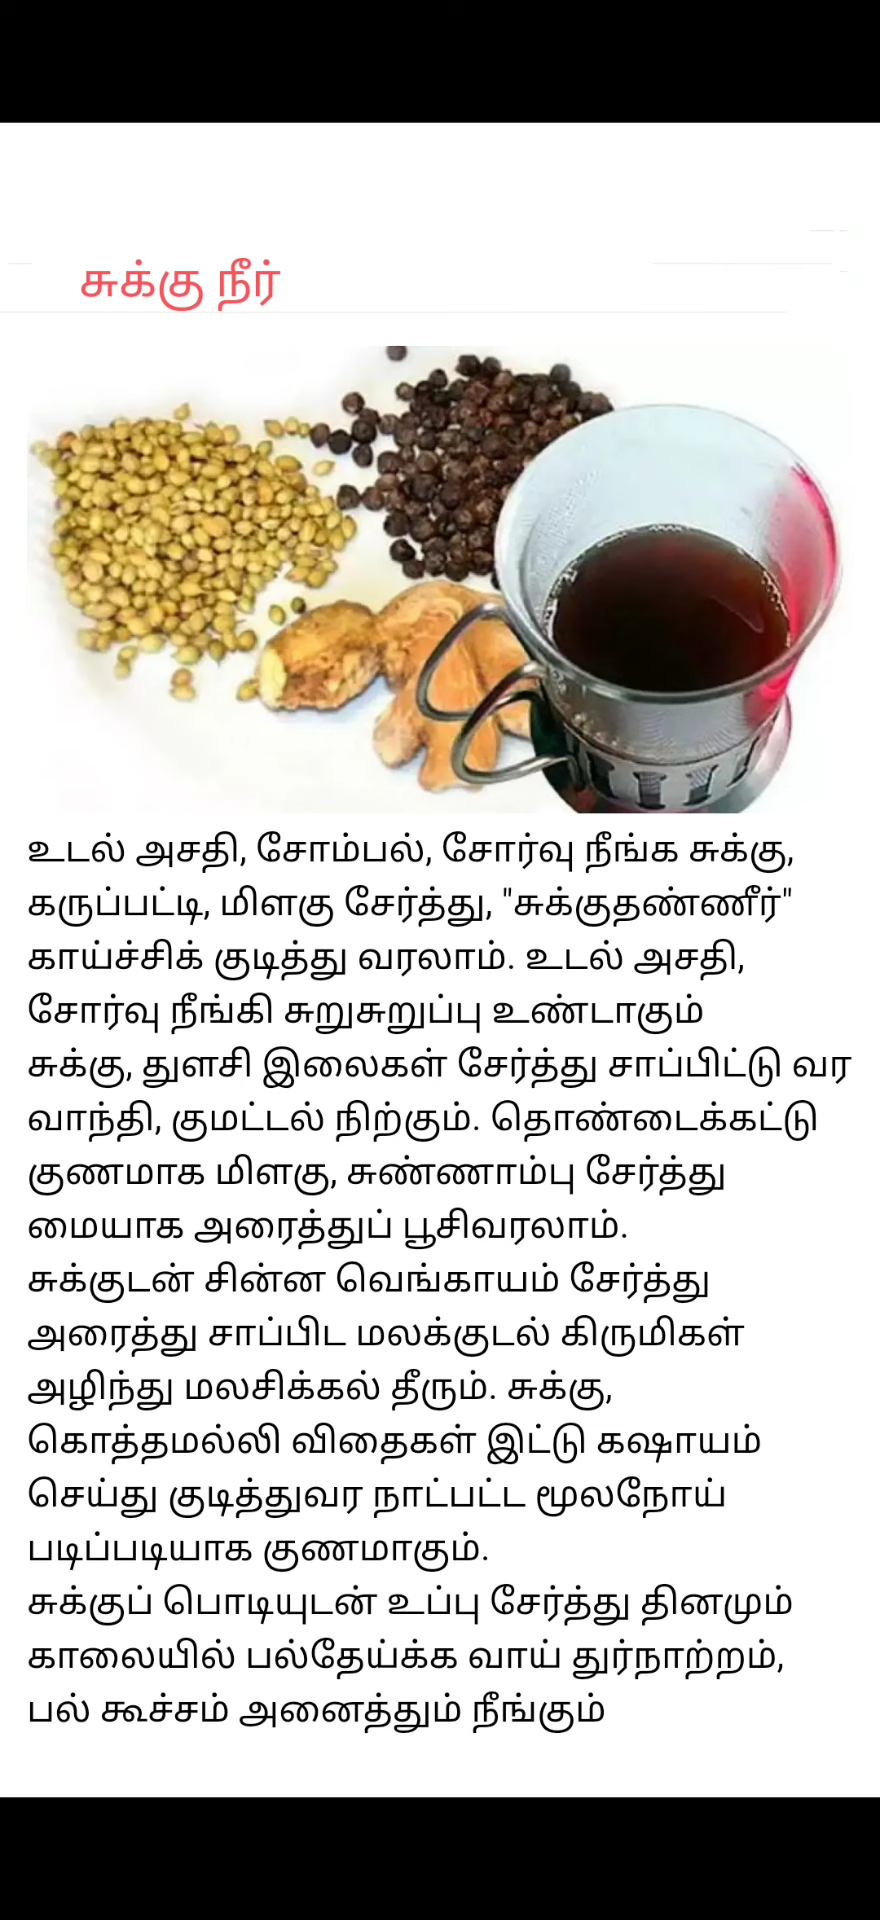 சுக்கு நீர்
உடல் அசதி, சோம்பல், சோர்வு நீங்க சுக்கு,
கருப்பட்டி, மிளகு சேர்த்து, "சுக்குதண்ணீர்"
காய்ச்சிக் குடித்து வரலாம். உடல் அசதி,
சோர்வு நீங்கி சுறுசுறுப்பு உண்டாகும்
சுக்கு, துளசி இலைகள் சேர்த்து சாப்பிட்டு வர
வாந்தி, குமட்டல் நிற்கும். தொண்டைக்கட்டு
குணமாக மிளகு, சுண்ணாம்பு சேர்த்து
மையாக அரைத்துப் பூசிவரலாம்.
சுக்குடன் சின்ன வெங்காயம் சேர்த்து
அரைத்து சாப்பிட மலக்குடல் கிருமிகள்
அழிந்து மலசிக்கல் தீரும். சுக்கு,
கொத்தமல்லி விதைகள் இட்டு கஷாயம்
செய்து குடித்துவர நாட்பட்ட மூலநோய்
படிப்படியாக குணமாகும்.
சுக்குப் பொடியுடன் உப்பு சேர்த்து தினமும்
காலையில் பல்தேய்க்க வாய் துர்நாற்றம்,
பல் கூச்சம் அனைத்தும் நீங்கும்